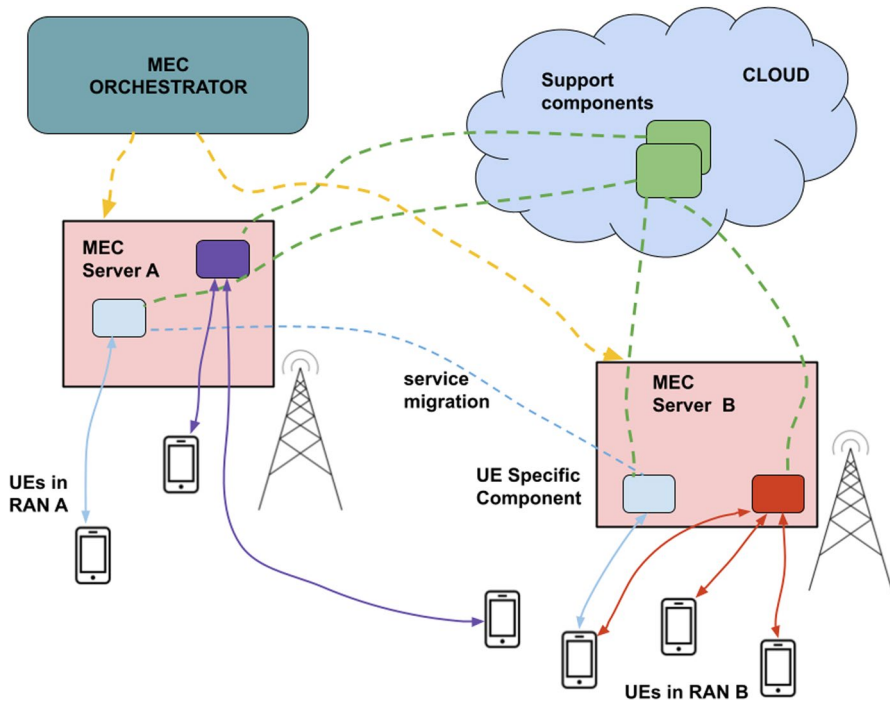 MEC
ORCHESTRATOR
Support
components
CLOUD
MEC
Server A
service
migration
MEC
Server B
UEs in
RAN A
UE Specific
Component
UEs in RAN B